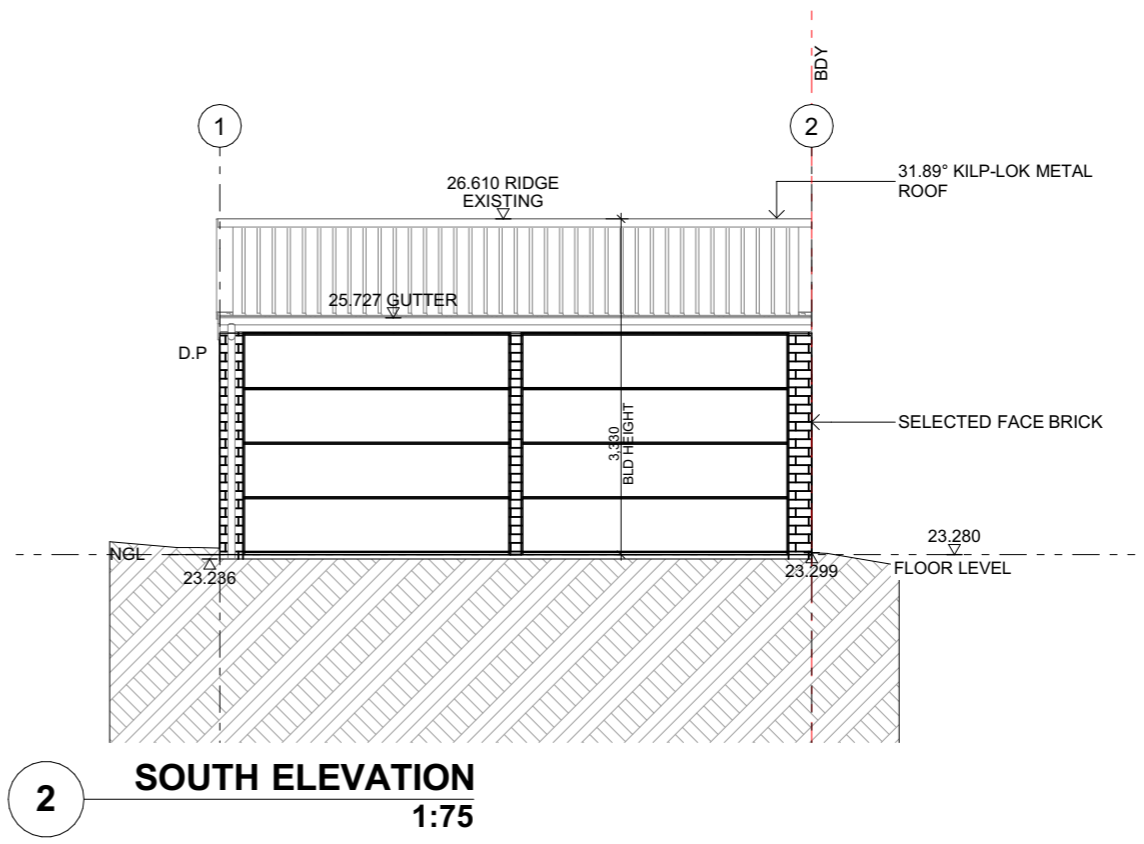 BDY
1
2
26.610 RIDGE
EXISTING
31.89° KILP-LOK METAL
ROOF
25.727 GUTTER
D.P
3,330
BLD HEIGHT
SELECTED FACE BRICK
NGL
23.236
23.299
23.280
FLOOR LEVEL
2
SOUTH ELEVATION
1:75